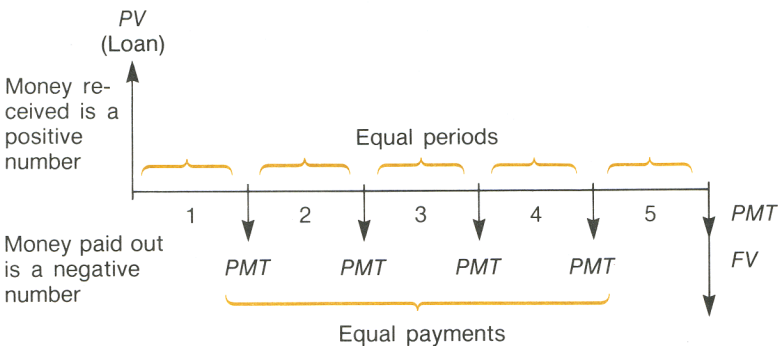 PV
(Loan)
Money re-
ceived is a
positive
number
Equal periods
1 2 3 4 5 PMT
Money paid out
is a negative
number
PMT PMT PMT PMT FV
Equal payments